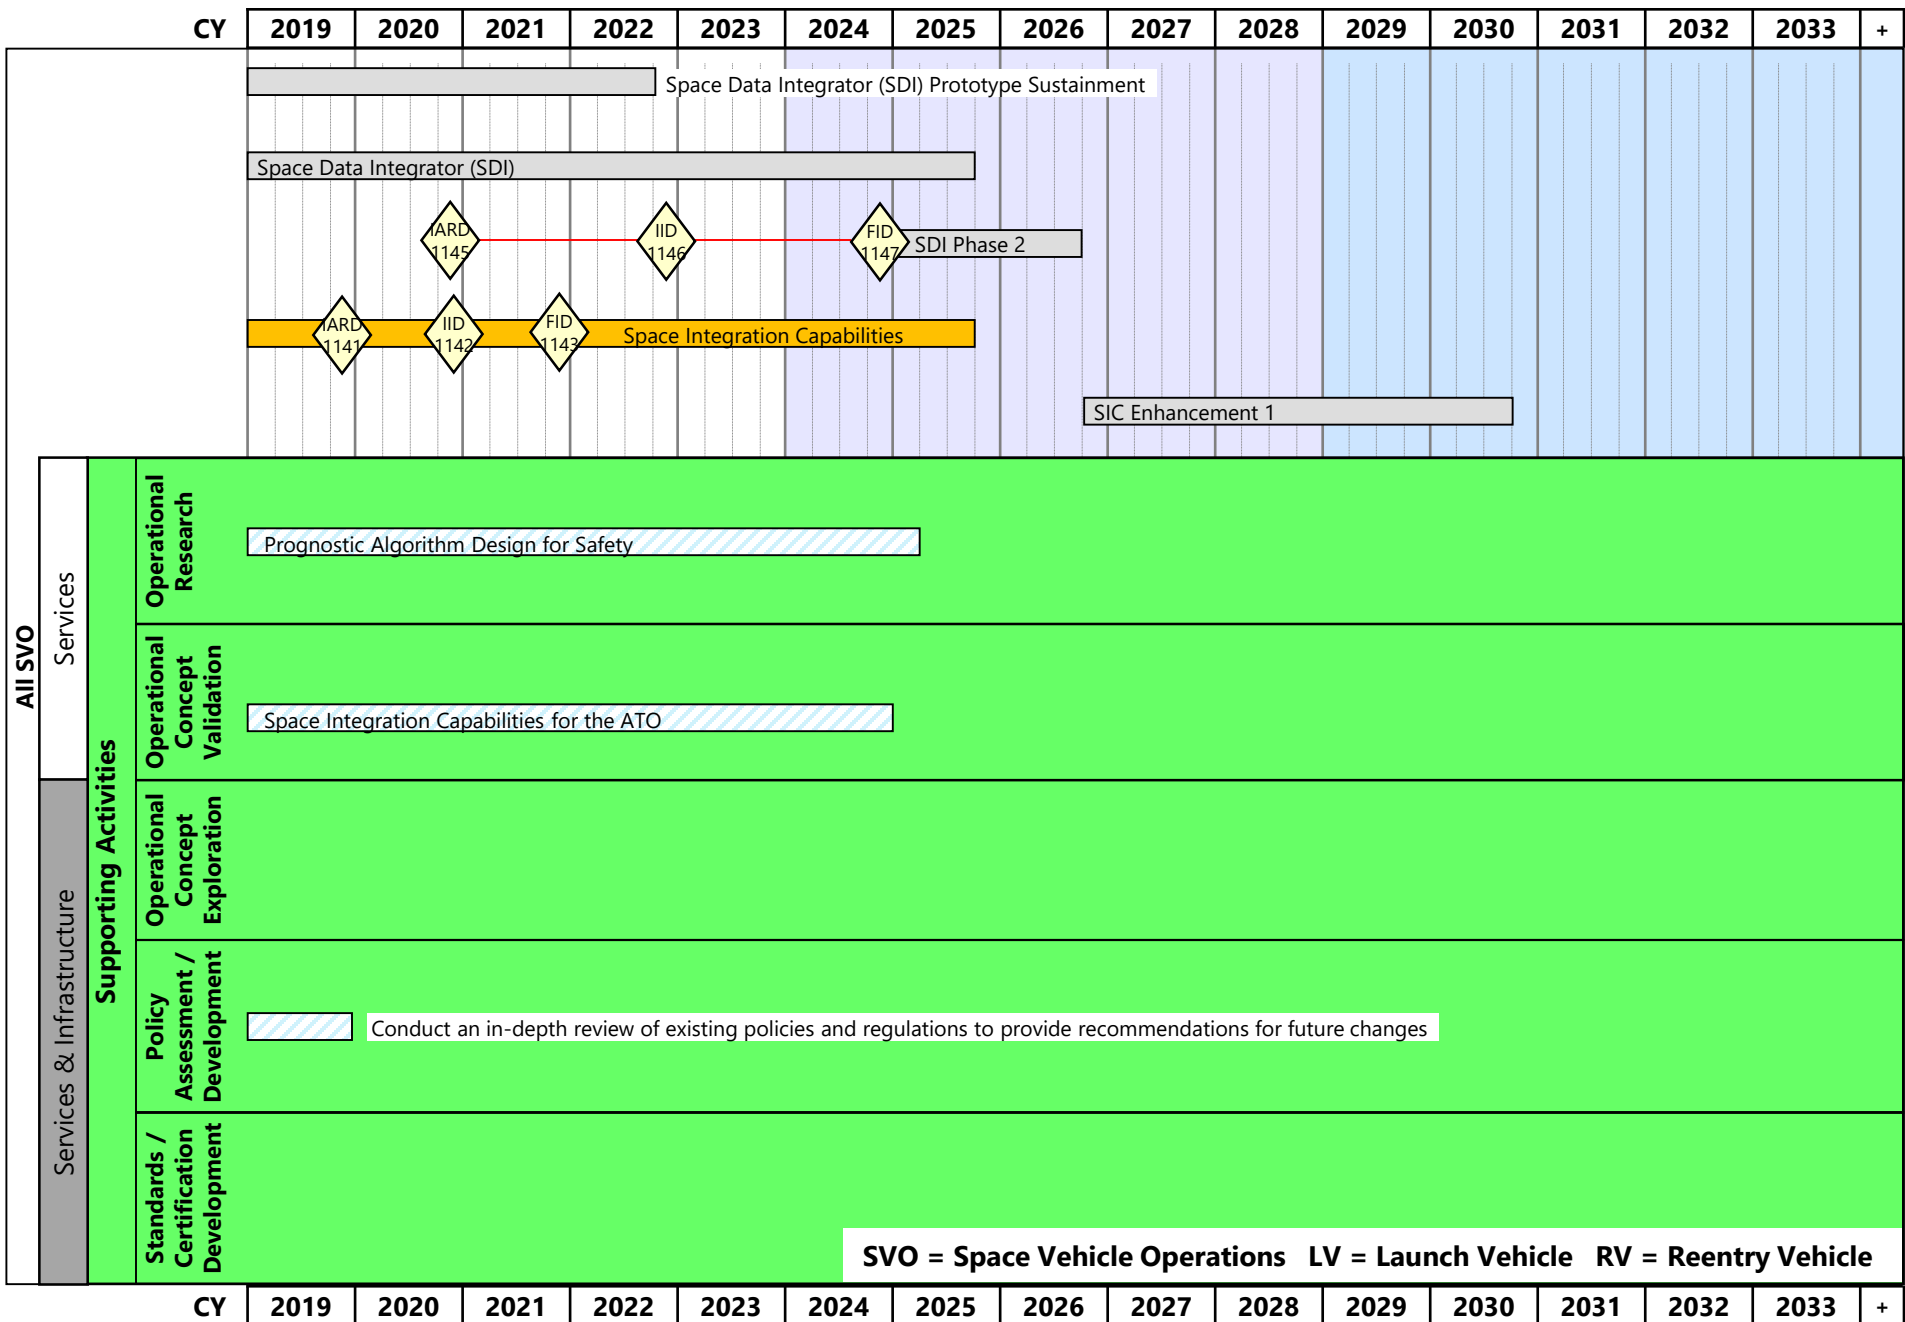 CY 2019 2020 2021 2022 2023 2024 2025 2026 2027 2028 2029 2030 2031 2032 2033 +
Space Data Integrator (SDI) Prototype Sustainment
Space Data Integrator (SDI)
IARD
1145
IID
1146
FID
1147
SDI Phase 2
IARD
1141
IID
1142
FID
1143
Space Integration Capabilities
SIC Enhancement 1
All SVO
Services
Services & Infrastructure
Supporting Activities
Operational
Research
Prognostic Algorithm Design for Safety
Operational
Concept
Validation
Space Integration Capabilities for the ATO
Operational
Concept
Exploration
Policy
Assessment /
Development
Conduct an in-depth review of existing policies and regulations to provide recommendations for future changes
Standards /
Certification
Development
SVO = Space Vehicle Operations LV = Launch Vehicle RV = Reentry Vehicle
CY 2019 2020 2021 2022 2023 2024 2025 2026 2027 2028 2029 2030 2031 2032 2033 +